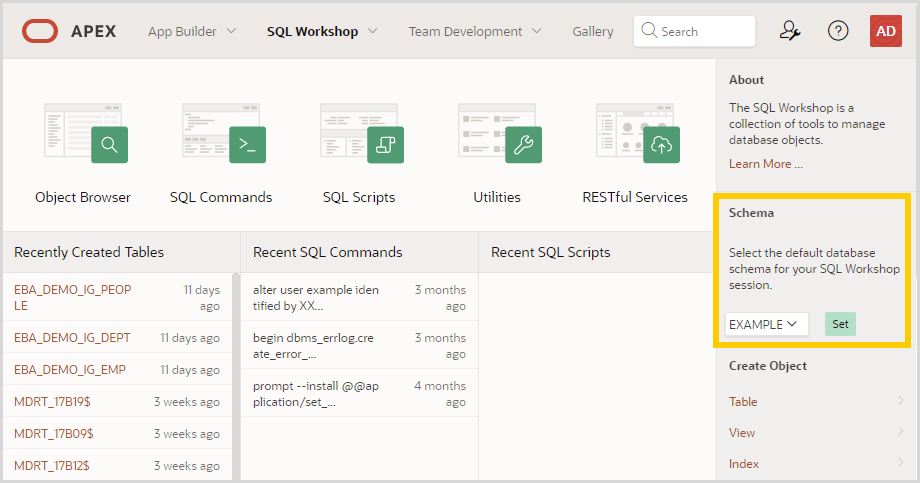 APEX
App Builder
SQL Workshop
Team Development
Gallery
Search
AD
Object Browser
SQL Commands
SQL Scripts
Utilities
RESTful Services
Recently Created Tables
EBA_DEMO_IG_PEOP
LE
11 days
ago
EBA_DEMO_IG_DEPT
11 days ago
EBA_DEMO_IG_EMP
11 days ago
MDRT_17B19$
3 weeks ago
MDRT_17B09$
3 weeks ago
MDRT_17B12$
3 weeks ago
Recent SQL Commands
alter user example iden
tified by XX...
3 months
ago
begin dbms_errlog.cre
ate_error_...
3 months
ago
prompt --install @@ap
plication/set_...
4 months
ago
Recent SQL Scripts
About
The SQL Workshop is a
collection of tools to manage
database objects.
Learn More ...
Schema
Select the default database
schema for your SQL Workshop
session.
EXAMPLE
Set
Create Object
Table
View
Index